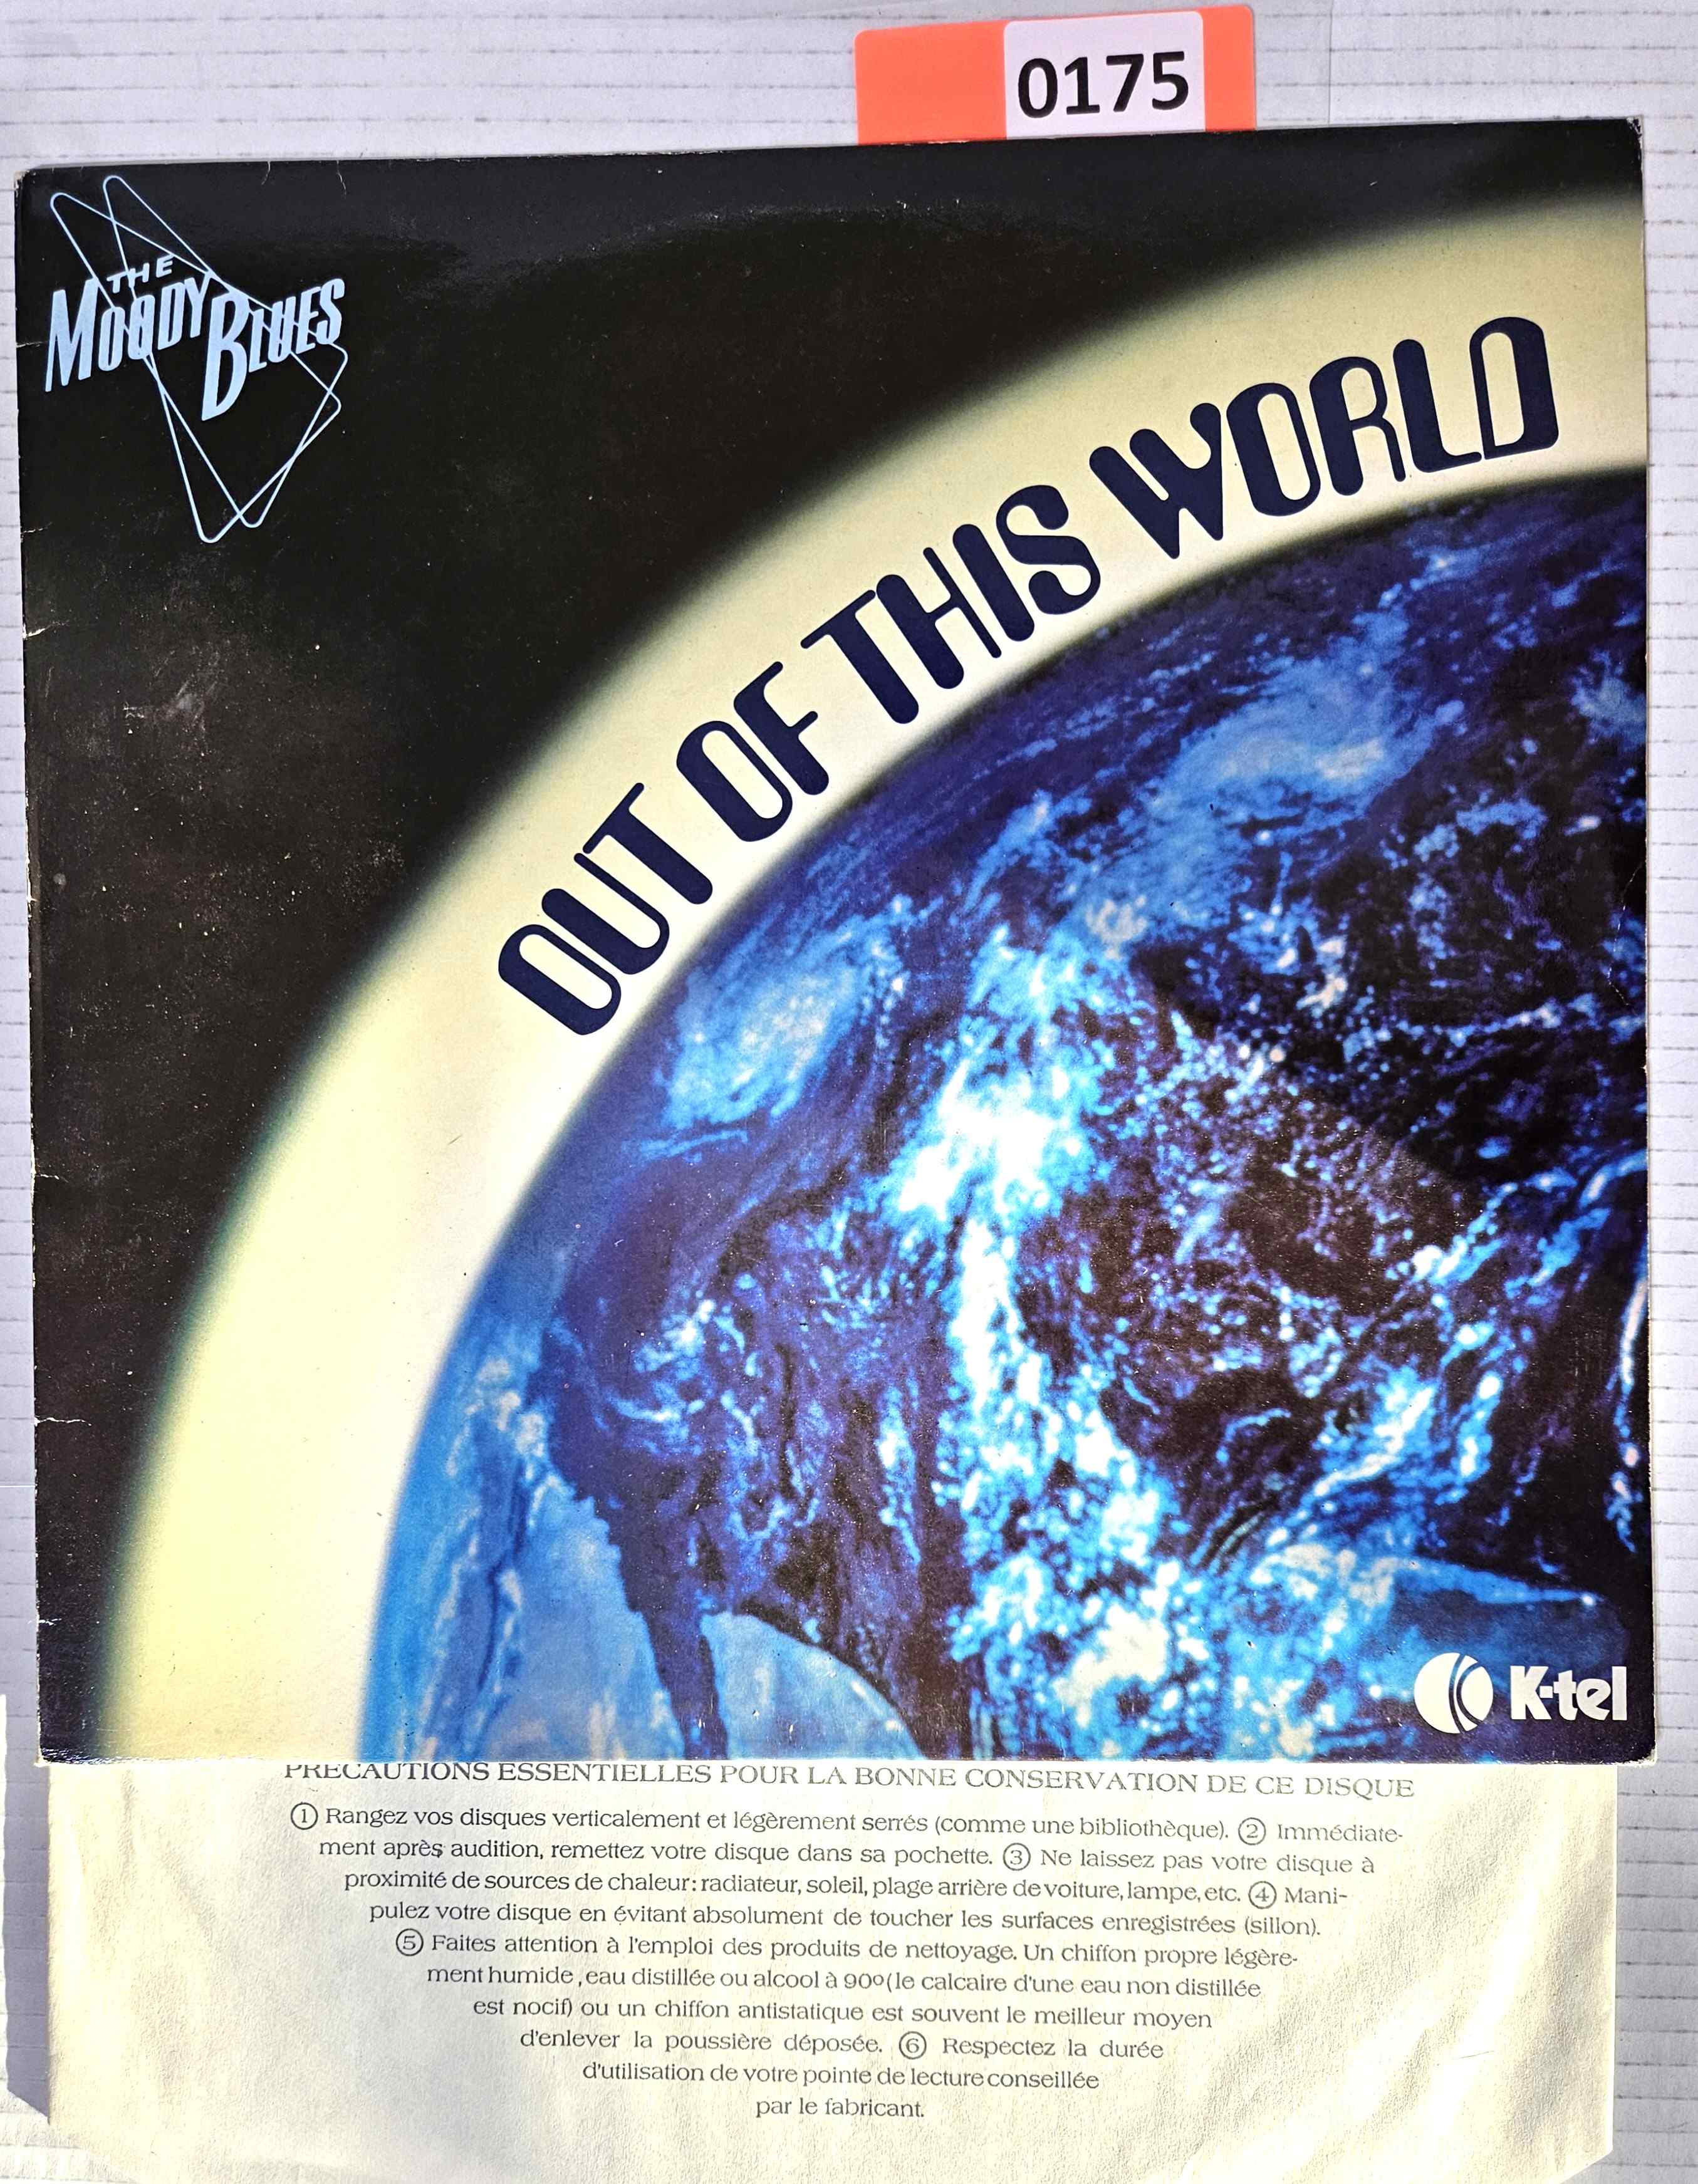 0175
THE
MOODY BLUES
OUT OF THIS WORLD
K-tel
PRECAUTIONS ESSENTIELLES POUR LA BONNE CONSERVATION DE CE DISQUE
① Rangez vos disques verticalement et légèrement serrés (comme une bibliothèque). ② Immédiate-
ment après audition, remettez votre disque dans sa pochette. ③ Ne laissez pas votre disque à
proximité de sources de chaleur: radiateur, soleil, plage arrière de voiture, lampe, etc. ④ Mani-
pulez votre disque en évitant absolument de toucher les surfaces enregistrées (sillon).
⑤ Faites attention à l'emploi des produits de nettoyage. Un chiffon propre légère-
ment humide, eau distillée ou alcool à 90o (le calcaire d'une eau non distillée
est nocif) ou un chiffon antistatique est souvent le meilleur moyen
d'enlever la poussière déposée. ⑥ Respectez la durée
d'utilisation de votre pointe de lecture conseillée
par le fabricant.